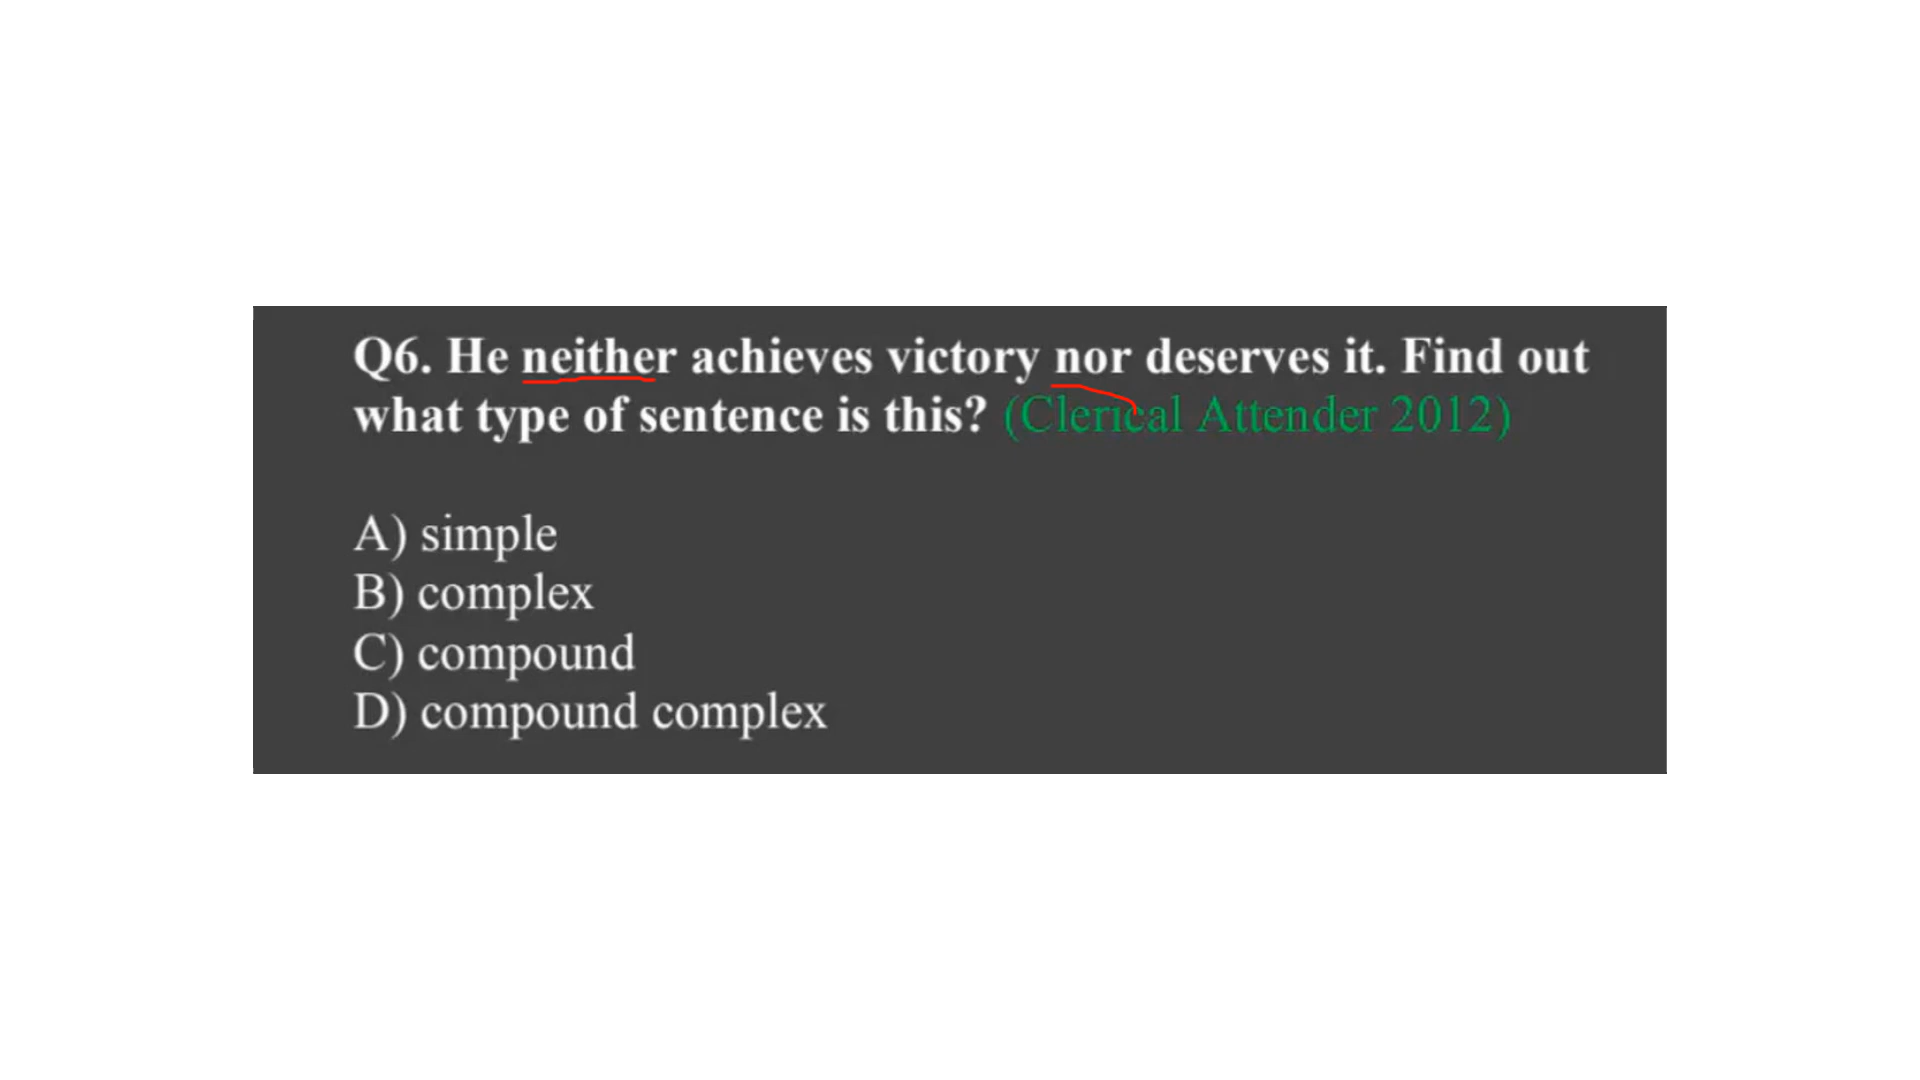 Q6. He neither achieves victory nor deserves it. Find out
what type of sentence is this? (Clerical Attender 2012)
A) simple
B) complex
C) compound
D) compound complex